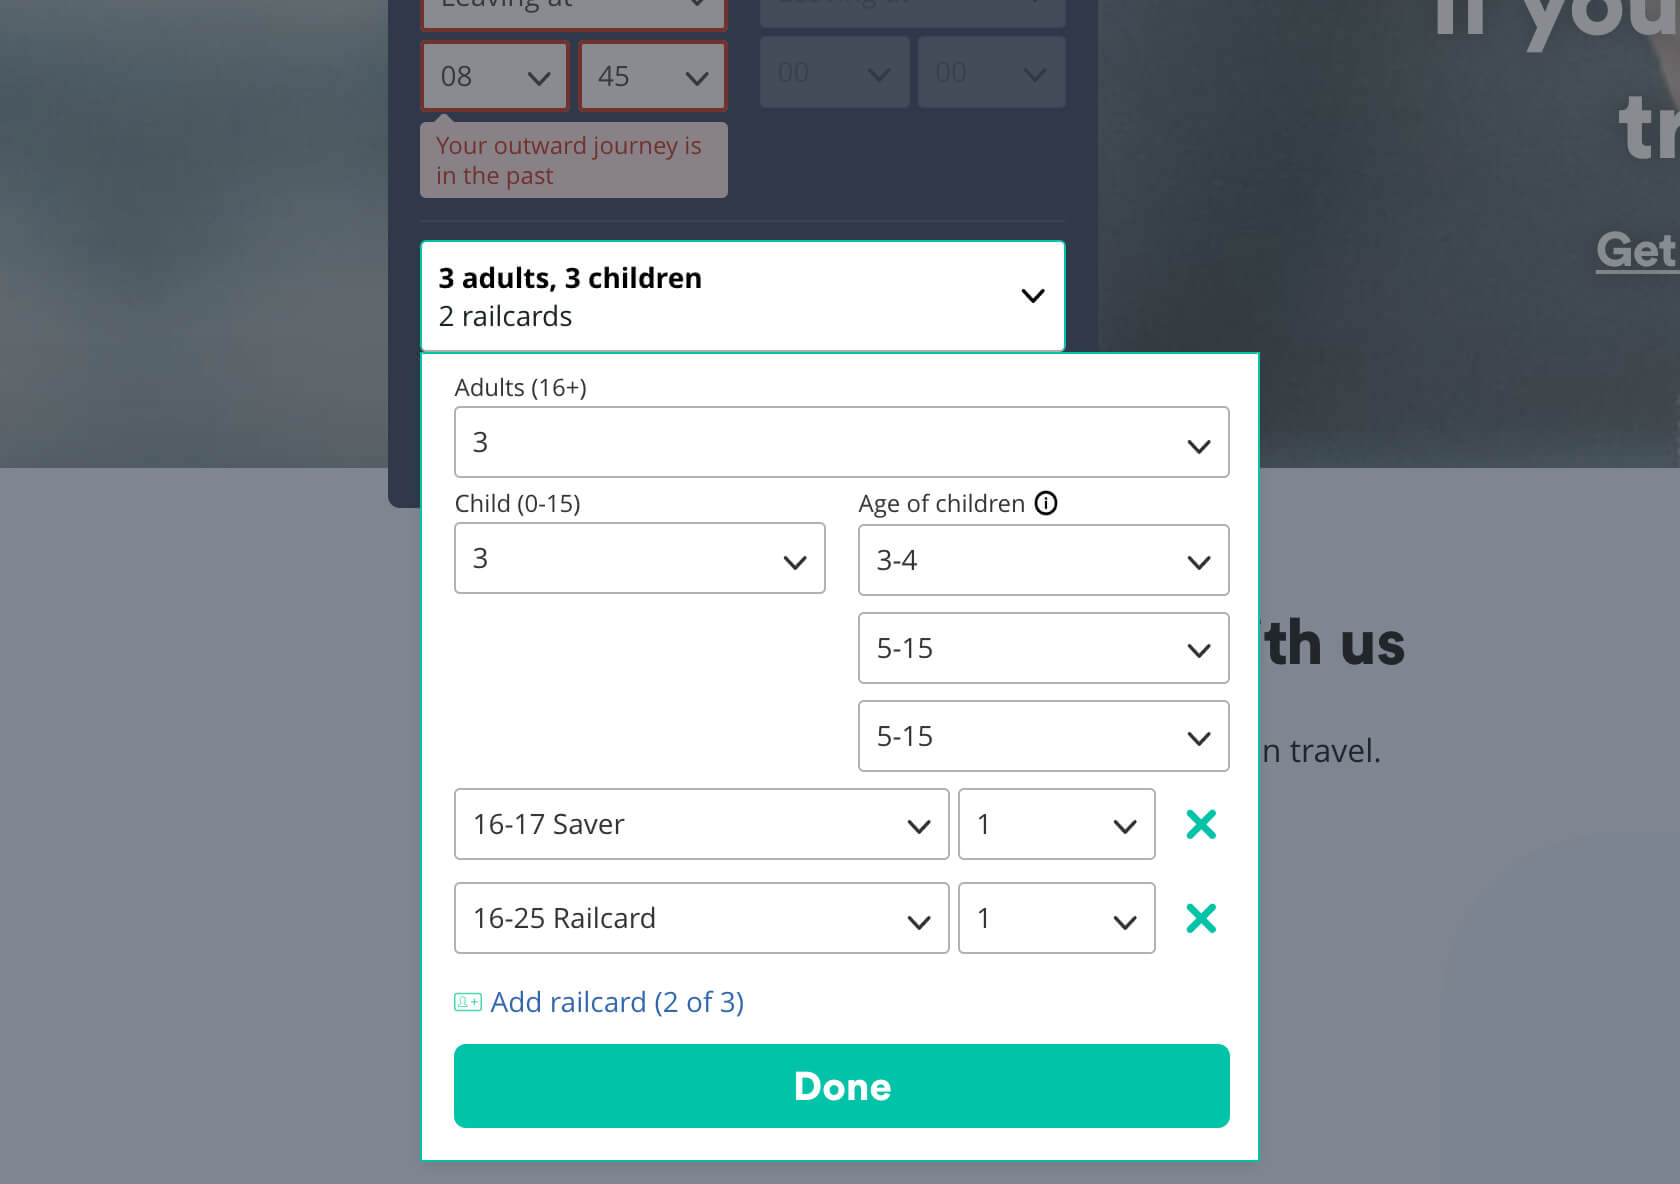 Leaving at
08
45
00
00
Your outward journey is
in the past
If you
Get
3 adults, 3 children
2 railcards
Adults (16+)
3
Child (0-15)
3
Age of children
3-4
5-15
5-15
th us
n travel.
16-17 Saver
1
16-25 Railcard
1
Add railcard (2 of 3)
Done